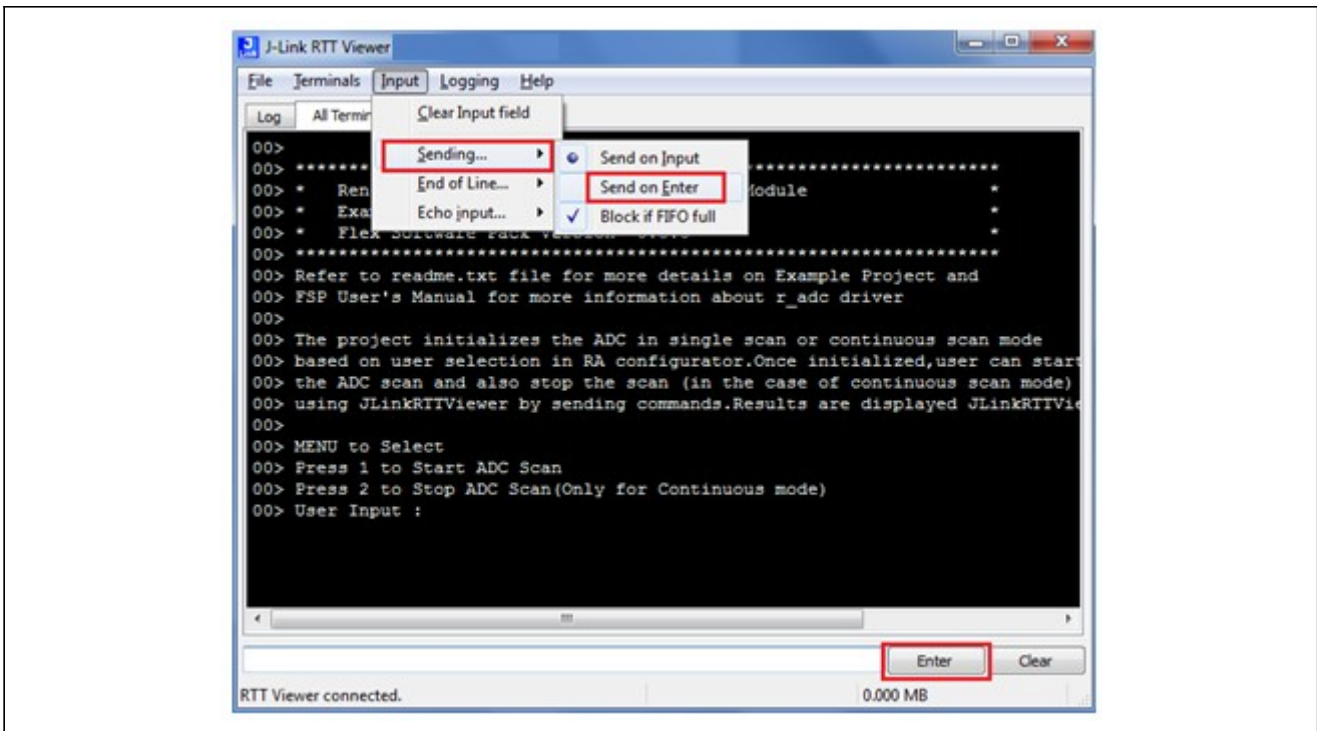 J-Link RTT Viewer
File Terminals Input Logging Help
Log All Termin
Clear Input field
Sending...
End of Line...
Echo input...
Send on Input
Send on Enter
Block if FIFO full
00>
00> **********************************************************************
00> * Ren Module *
00> * Exa *
00> * Flex Software Pack Version *
00> **********************************************************************
00> Refer to readme.txt file for more details on Example Project and
00> FSP User's Manual for more information about r_adc driver
00>
00> The project initializes the ADC in single scan or continuous scan mode
00> based on user selection in RA configurator.Once initialized,user can start
00> the ADC scan and also stop the scan (in the case of continuous scan mode)
00> using JLinkRTTViewer by sending commands.Results are displayed JLinkRTTVie
00>
00> MENU to Select
00> Press 1 to Start ADC Scan
00> Press 2 to Stop ADC Scan(Only for Continuous mode)
00> User Input :
Enter Clear
RTT Viewer connected. 0.000 MB